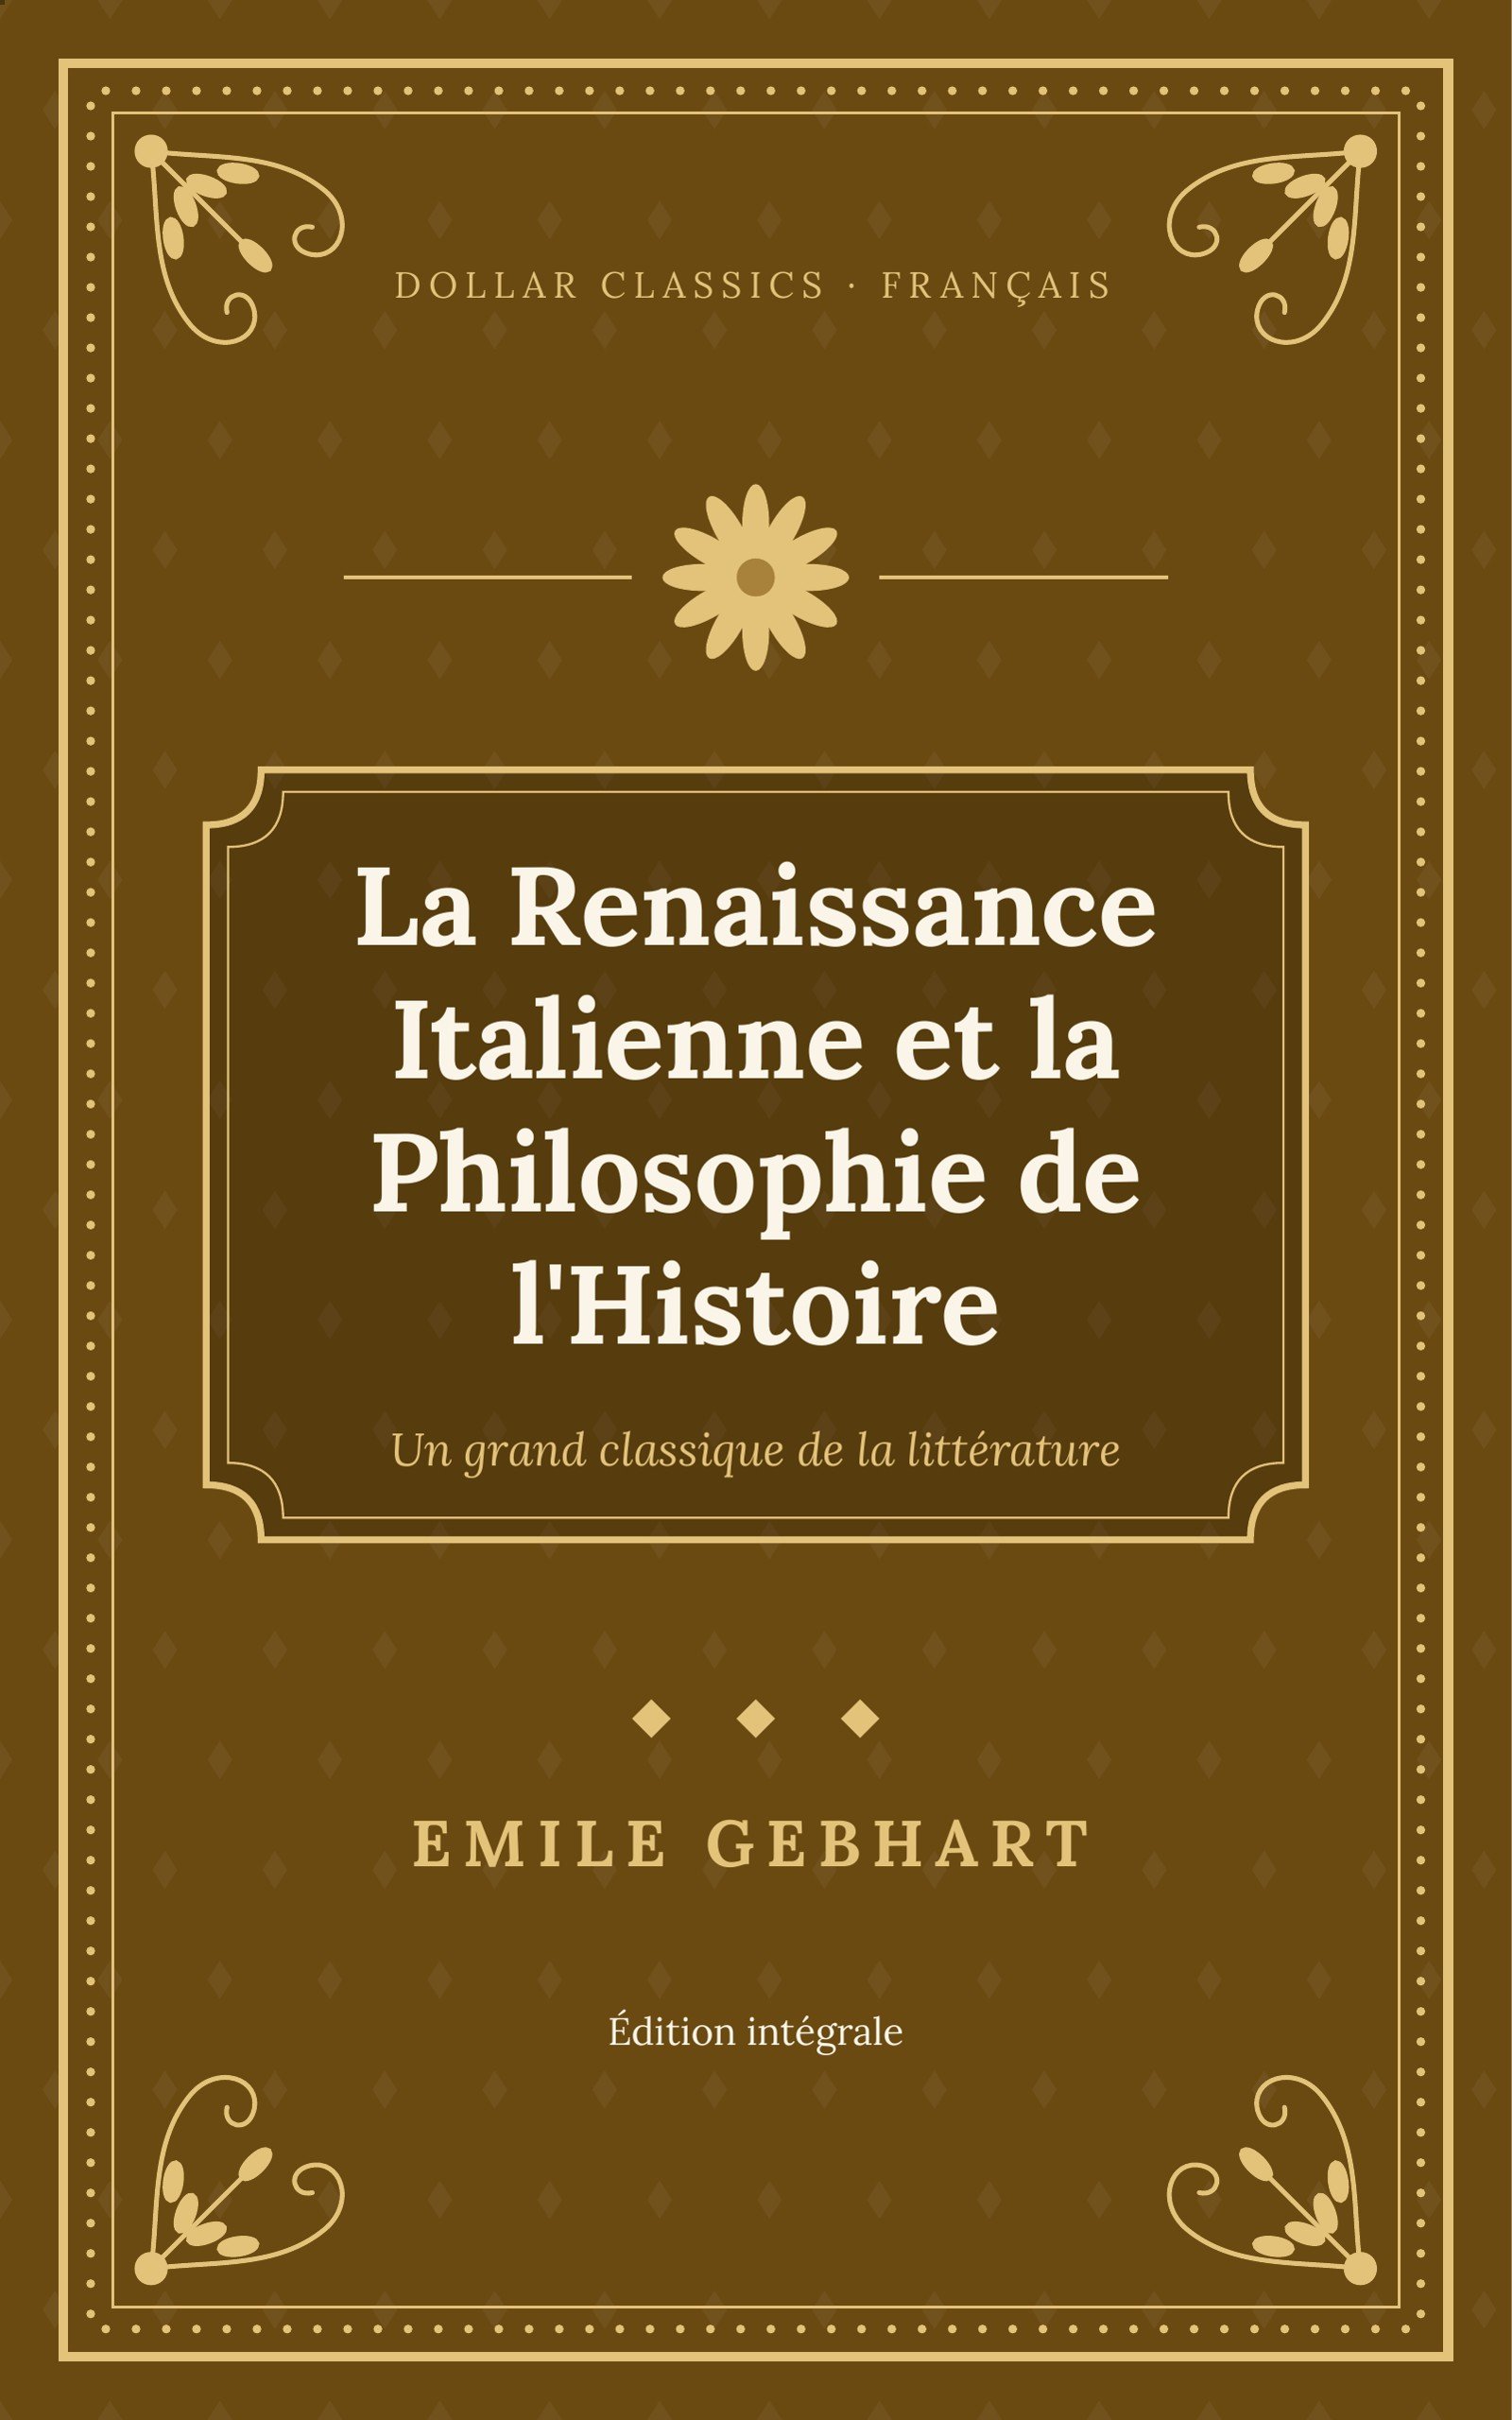 DOLLAR CLASSICS · FRANÇAIS
La Renaissance
Italienne et la
Philosophie de
l'Histoire
Un grand classique de la littérature
EMILE GEBHART
Édition intégrale